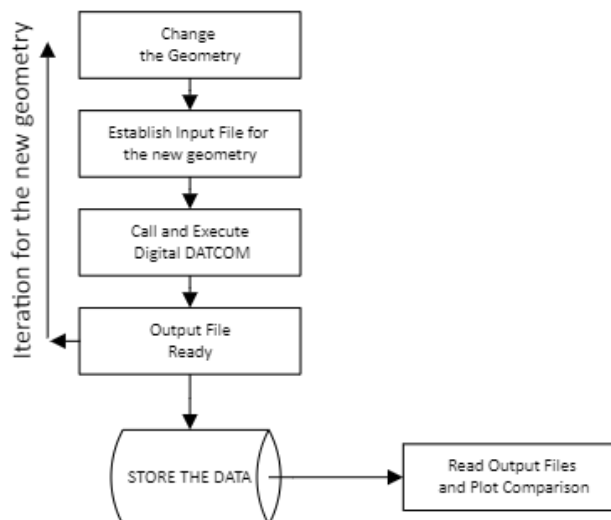 Change
the Geometry
Iteration for the new geometry
Establish Input File for
the new geometry
Call and Execute
Digital DATCOM
Output File
Ready
STORE THE DATA
Read Output Files
and Plot Comparison